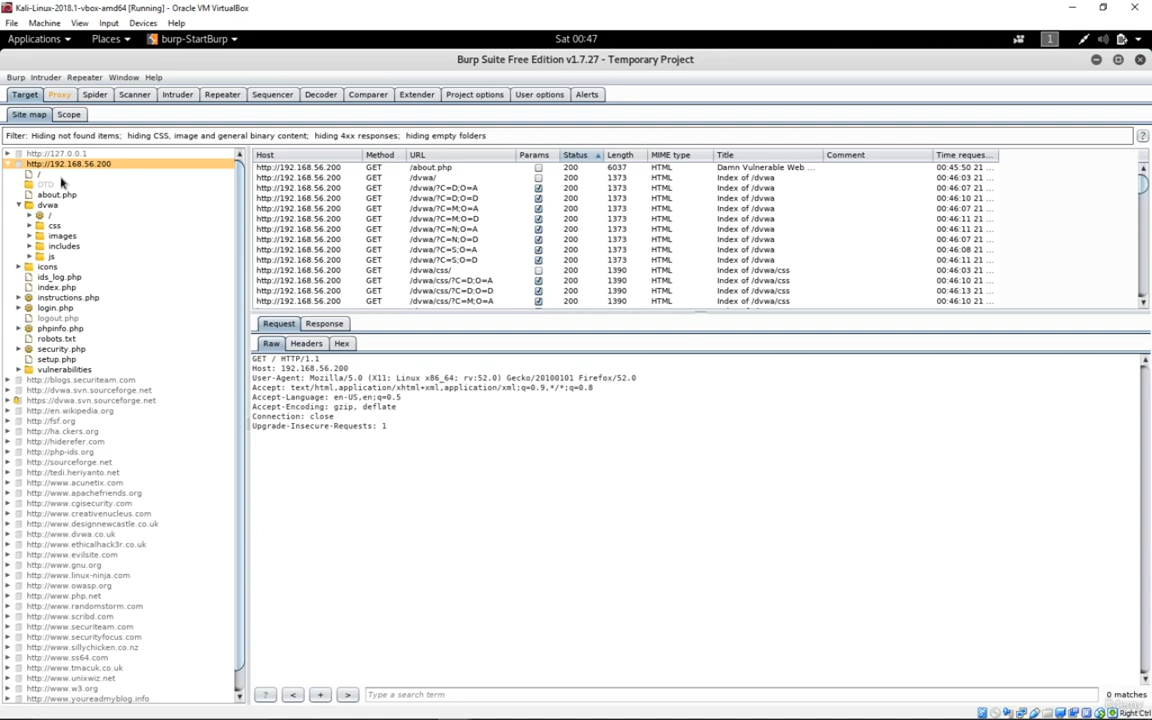 Kali-Linux-2018.1-vbox-amd64 [Running] - Oracle VM VirtualBox
File Machine View Input Devices Help
Applications Places burp-StartBurp Sat 00:47 1
Burp Suite Free Edition v1.7.27 - Temporary Project
Burp Intruder Repeater Window Help
Target Proxy Spider Scanner Intruder Repeater Sequencer Decoder Comparer Extender Project options User options Alerts
Site map Scope
Filter: Hiding not found items; hiding CSS, image and general binary content; hiding 4xx responses; hiding empty folders ?
http://127.0.0.1
http://192.168.56.200
/
DTD
about.php
dvwa
/
css
images
includes
js
icons
ids_log.php
index.php
instructions.php
login.php
logout.php
phpinfo.php
robots.txt
security.php
setup.php
vulnerabilities
http://blogs.securiteam.com
http://dvwa.svn.sourceforge.net
https://dvwa.svn.sourceforge.net
http://en.wikipedia.org
http://fsf.org
http://ha.ckers.org
http://hiderefer.com
http://php-ids.org
http://sourceforge.net
http://tedi.heriyanto.net
http://www.acunetix.com
http://www.apachefriends.org
http://www.cgisecurity.com
http://www.creativenucleus.com
http://www.designnewcastle.co.uk
http://www.dvwa.co.uk
http://www.ethicalhack3r.co.uk
http://www.evilsite.com
http://www.gnu.org
http://www.linux-ninja.com
http://www.owasp.org
http://www.php.net
http://www.randomstorm.com
http://www.scribd.com
http://www.securiteam.com
http://www.securityfocus.com
http://www.sillychicken.co.nz
http://www.ss64.com
http://www.tmacuk.co.uk
http://www.unixwiz.net
http://www.w3.org
http://www.youreadmyblog.info
Host Method URL Params Status Length MIME type Title Comment Time reques...
http://192.168.56.200 GET /about.php 200 6037 HTML Damn Vulnerable Web ... 00:45:50 21 ...
http://192.168.56.200 GET /dvwa/ 200 1373 HTML Index of /dvwa 00:46:03 21 ...
http://192.168.56.200 GET /dvwa/?C=D;O=A 200 1373 HTML Index of /dvwa 00:46:07 21 ...
http://192.168.56.200 GET /dvwa/?C=D;O=D 200 1373 HTML Index of /dvwa 00:46:10 21 ...
http://192.168.56.200 GET /dvwa/?C=M;O=A 200 1373 HTML Index of /dvwa 00:46:07 21 ...
http://192.168.56.200 GET /dvwa/?C=M;O=D 200 1373 HTML Index of /dvwa 00:46:11 21 ...
http://192.168.56.200 GET /dvwa/?C=N;O=A 200 1373 HTML Index of /dvwa 00:46:11 21 ...
http://192.168.56.200 GET /dvwa/?C=N;O=D 200 1373 HTML Index of /dvwa 00:46:07 21 ...
http://192.168.56.200 GET /dvwa/?C=S;O=A 200 1373 HTML Index of /dvwa 00:46:08 21 ...
http://192.168.56.200 GET /dvwa/?C=S;O=D 200 1373 HTML Index of /dvwa 00:46:11 21 ...
http://192.168.56.200 GET /dvwa/css/ 200 1390 HTML Index of /dvwa/css 00:46:03 21 ...
http://192.168.56.200 GET /dvwa/css/?C=D;O=A 200 1390 HTML Index of /dvwa/css 00:46:10 21 ...
http://192.168.56.200 GET /dvwa/css/?C=D;O=D 200 1390 HTML Index of /dvwa/css 00:46:13 21 ...
http://192.168.56.200 GET /dvwa/css/?C=M;O=A 200 1390 HTML Index of /dvwa/css 00:46:10 21 ...
Request Response
Raw Headers Hex
GET / HTTP/1.1
Host: 192.168.56.200
User-Agent: Mozilla/5.0 (X11; Linux x86_64; rv:52.0) Gecko/20100101 Firefox/52.0
Accept: text/html,application/xhtml+xml,application/xml;q=0.9,*/*;q=0.8
Accept-Language: en-US,en;q=0.5
Accept-Encoding: gzip, deflate
Connection: close
Upgrade-Insecure-Requests: 1
? < + > Type a search term 0 matches
Right Ctrl